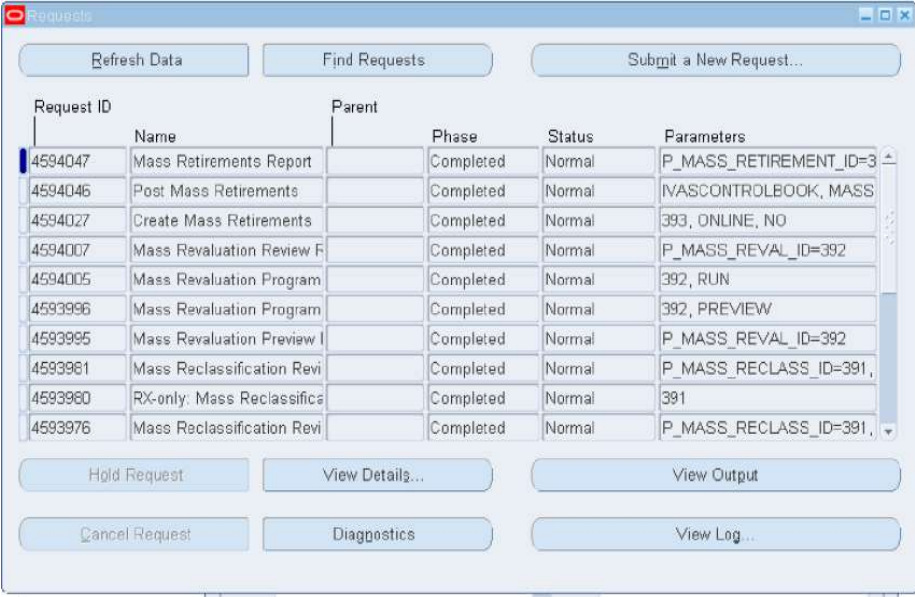 Requests
Refresh Data Find Requests Submit a New Request...
Request ID Parent
Name Phase Status Parameters
4594047 Mass Retirements Report Completed Normal P_MASS_RETIREMENT_ID=3
4594046 Post Mass Retirements Completed Normal IVASCONTROLBOOK, MASS
4594027 Create Mass Retirements Completed Normal 393, ONLINE, NO
4594007 Mass Revaluation Review R Completed Normal P_MASS_REVAL_ID=392
4594005 Mass Revaluation Program Completed Normal 392, RUN
4593996 Mass Revaluation Program Completed Normal 392, PREVIEW
4593995 Mass Revaluation Preview Completed Normal P_MASS_REVAL_ID=392
4593981 Mass Reclassification Revi Completed Normal P_MASS_RECLASS_ID=391,
4593980 RX-only: Mass Reclassifica Completed Normal 391
4593976 Mass Reclassification Revi Completed Normal P_MASS_RECLASS_ID=391,
Hold Request View Details... View Output
Cancel Request Diagnostics View Log...